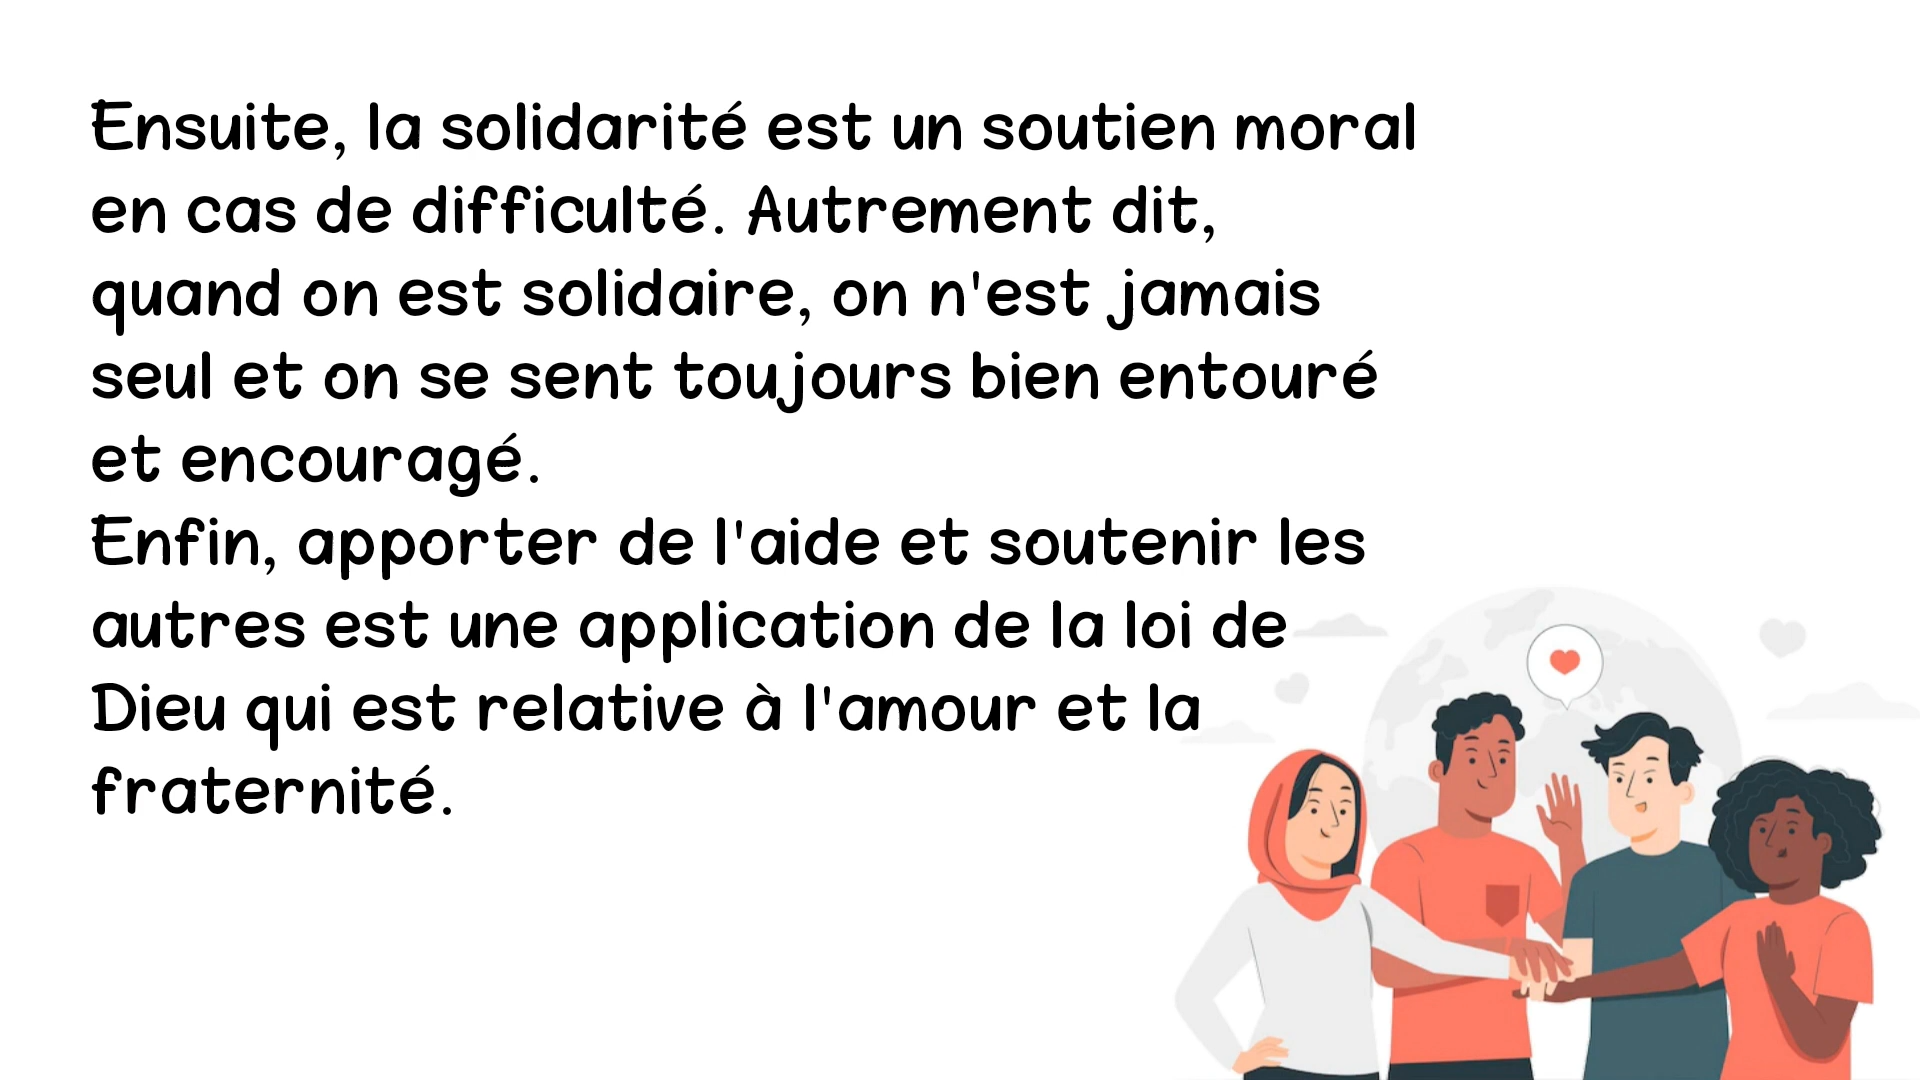 Ensuite, la solidarité est un soutien moral
en cas de difficulté. Autrement dit,
quand on est solidaire, on n'est jamais
seul et on se sent toujours bien entouré
et encouragé.
Enfin, apporter de l'aide et soutenir les
autres est une application de la loi de
Dieu qui est relative à l'amour et la
fraternité.